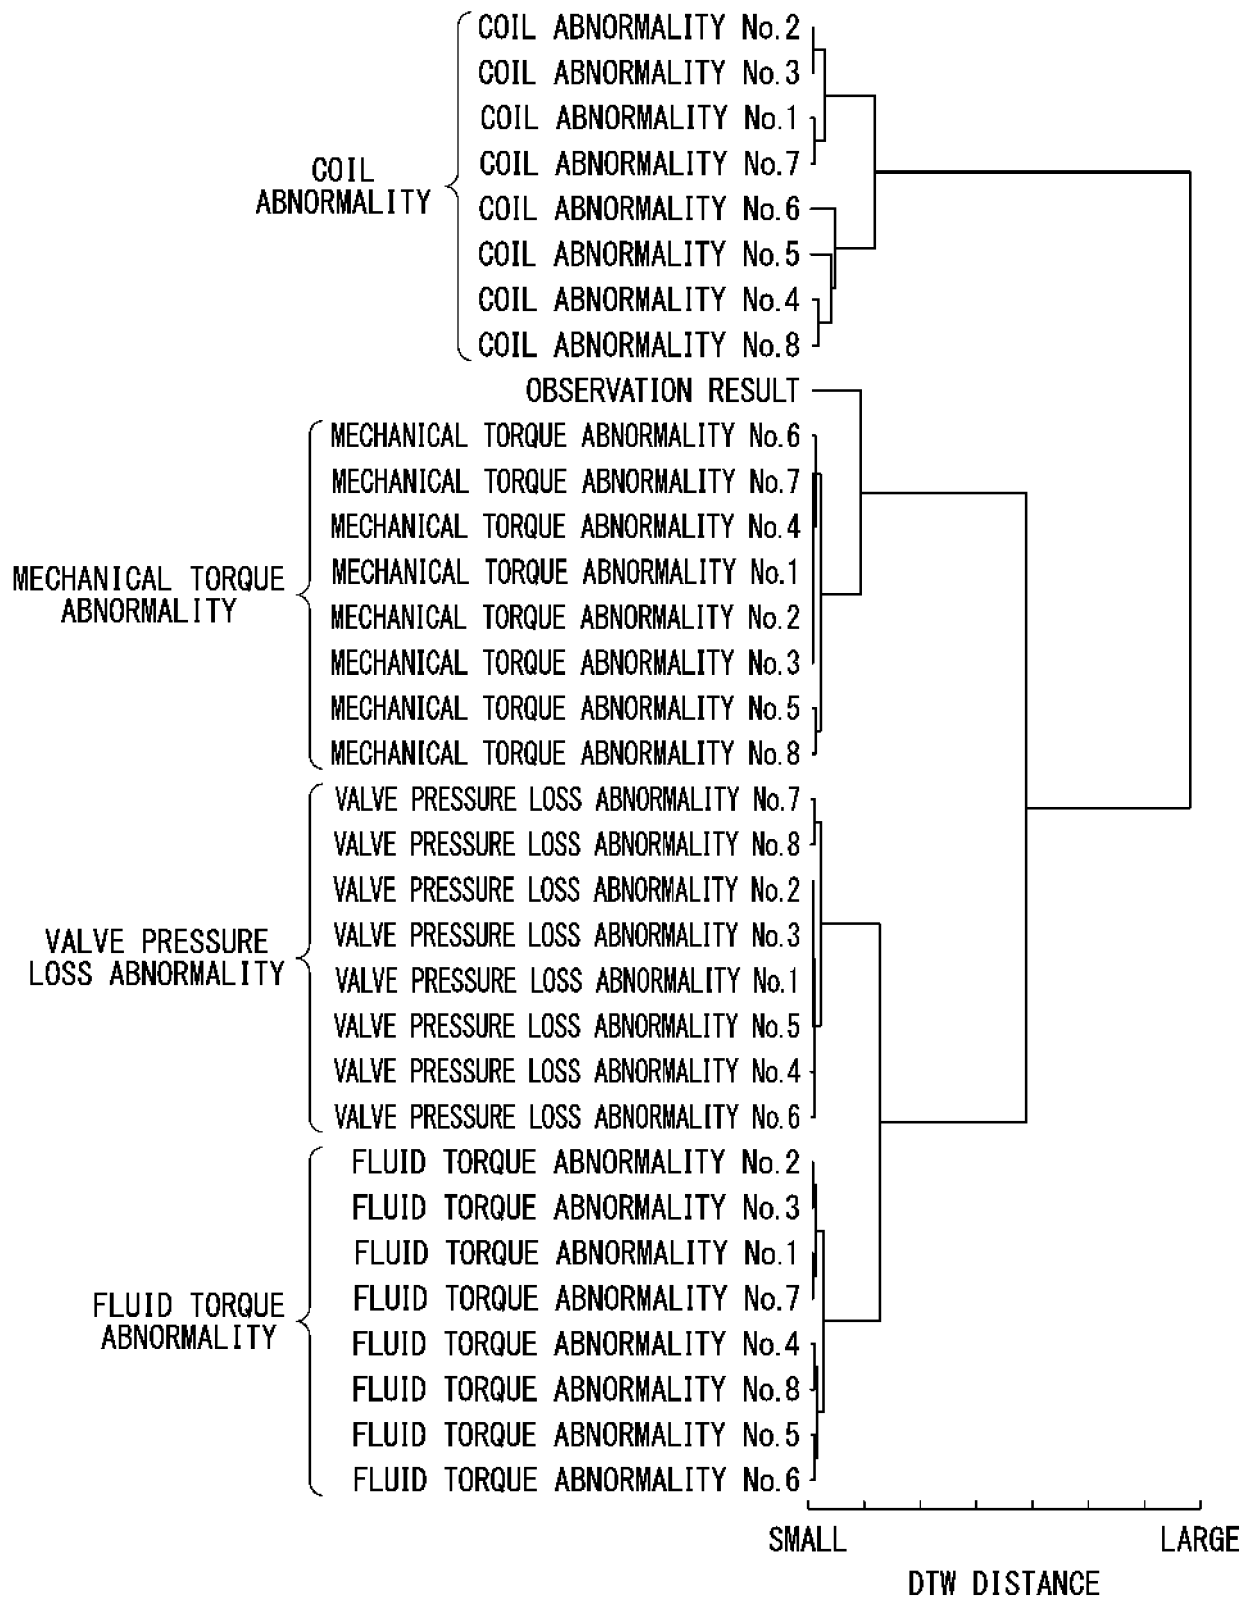 COIL ABNORMALITY No.2
COIL ABNORMALITY No.3
COIL ABNORMALITY No.1
COIL ABNORMALITY No.7
COIL ABNORMALITY No.6
COIL ABNORMALITY No.5
COIL ABNORMALITY No.4
COIL ABNORMALITY No.8
COIL
ABNORMALITY
OBSERVATION RESULT
MECHANICAL TORQUE ABNORMALITY No.6
MECHANICAL TORQUE ABNORMALITY No.7
MECHANICAL TORQUE ABNORMALITY No.4
MECHANICAL TORQUE ABNORMALITY No.1
MECHANICAL TORQUE ABNORMALITY No.2
MECHANICAL TORQUE ABNORMALITY No.3
MECHANICAL TORQUE ABNORMALITY No.5
MECHANICAL TORQUE ABNORMALITY No.8
MECHANICAL TORQUE
ABNORMALITY
VALVE PRESSURE LOSS ABNORMALITY No.7
VALVE PRESSURE LOSS ABNORMALITY No.8
VALVE PRESSURE LOSS ABNORMALITY No.2
VALVE PRESSURE LOSS ABNORMALITY No.3
VALVE PRESSURE LOSS ABNORMALITY No.1
VALVE PRESSURE LOSS ABNORMALITY No.5
VALVE PRESSURE LOSS ABNORMALITY No.4
VALVE PRESSURE LOSS ABNORMALITY No.6
VALVE PRESSURE
LOSS ABNORMALITY
FLUID TORQUE ABNORMALITY No.2
FLUID TORQUE ABNORMALITY No.3
FLUID TORQUE ABNORMALITY No.1
FLUID TORQUE ABNORMALITY No.7
FLUID TORQUE ABNORMALITY No.4
FLUID TORQUE ABNORMALITY No.8
FLUID TORQUE ABNORMALITY No.5
FLUID TORQUE ABNORMALITY No.6
FLUID TORQUE
ABNORMALITY
SMALL
LARGE
DTW DISTANCE